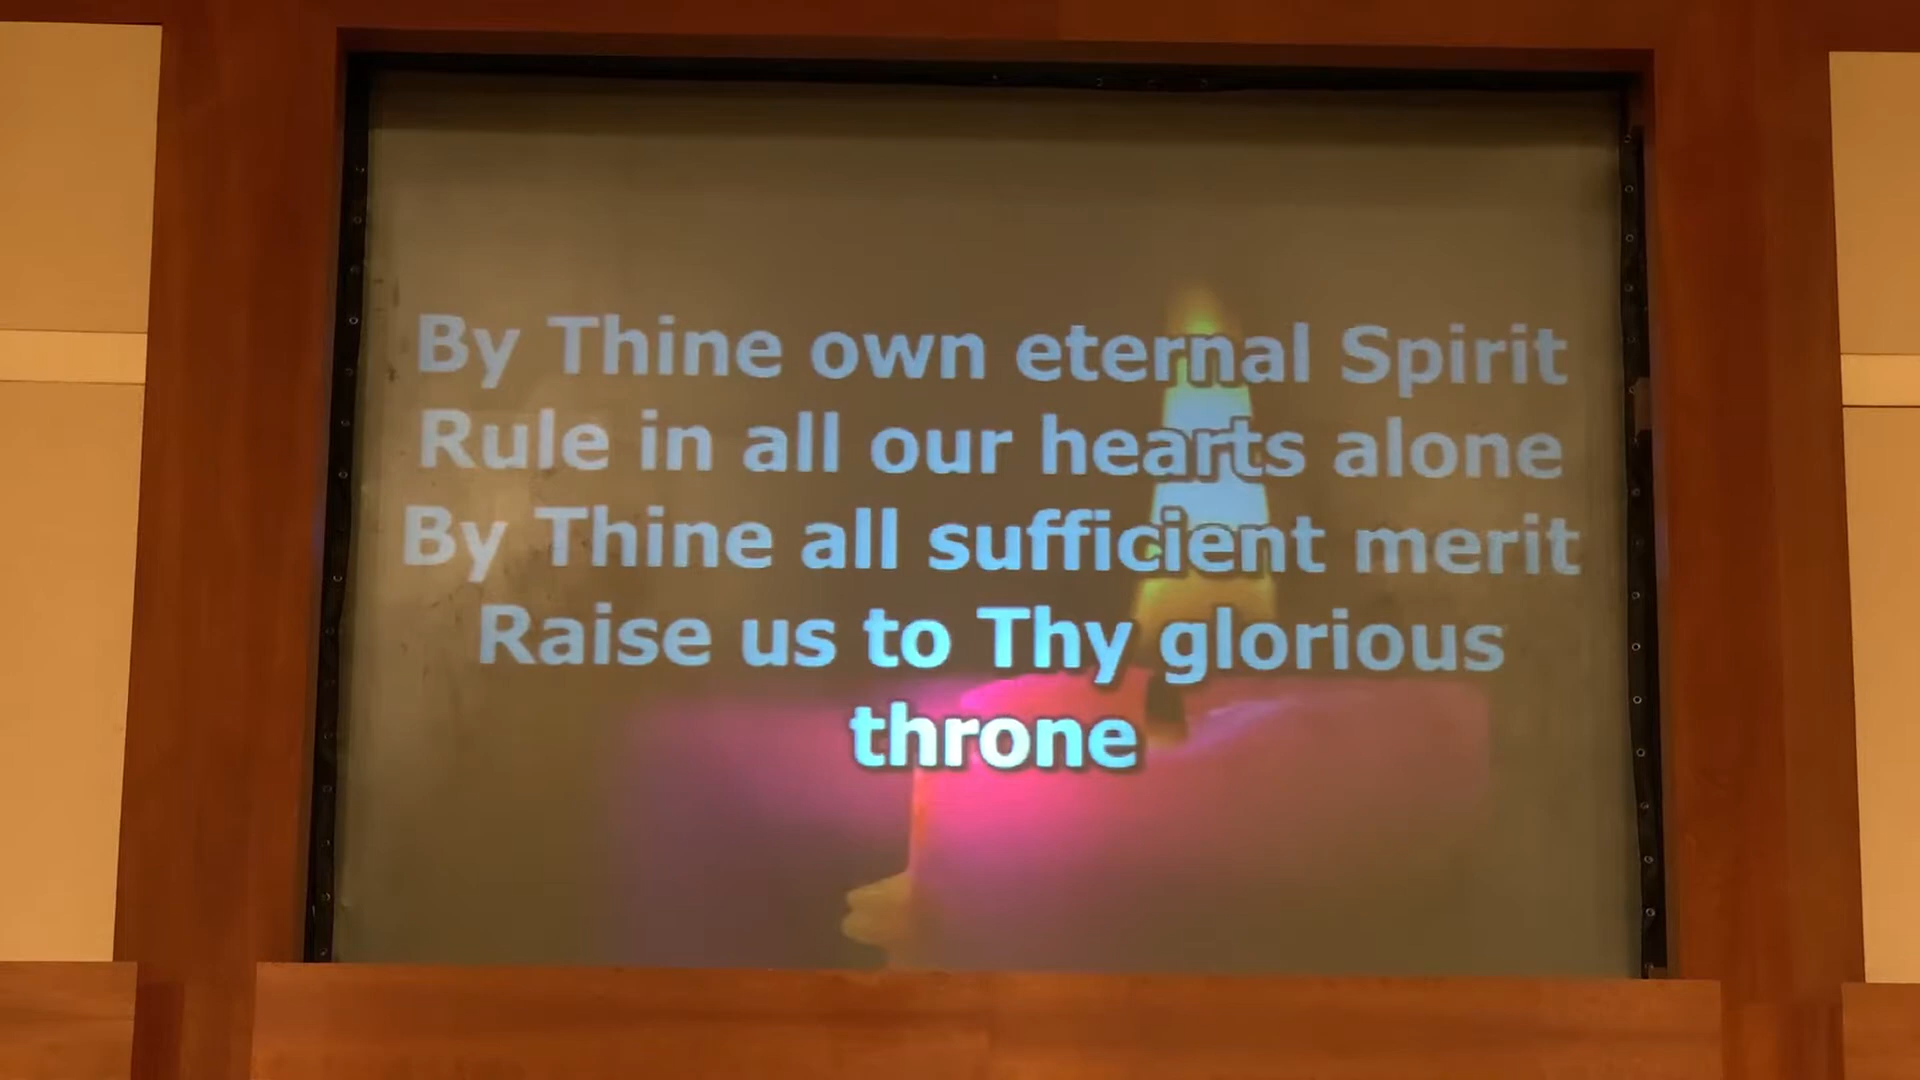 By Thine own eternal Spirit
Rule in all our hearts alone
By Thine all sufficient merit
Raise us to Thy glorious
throne